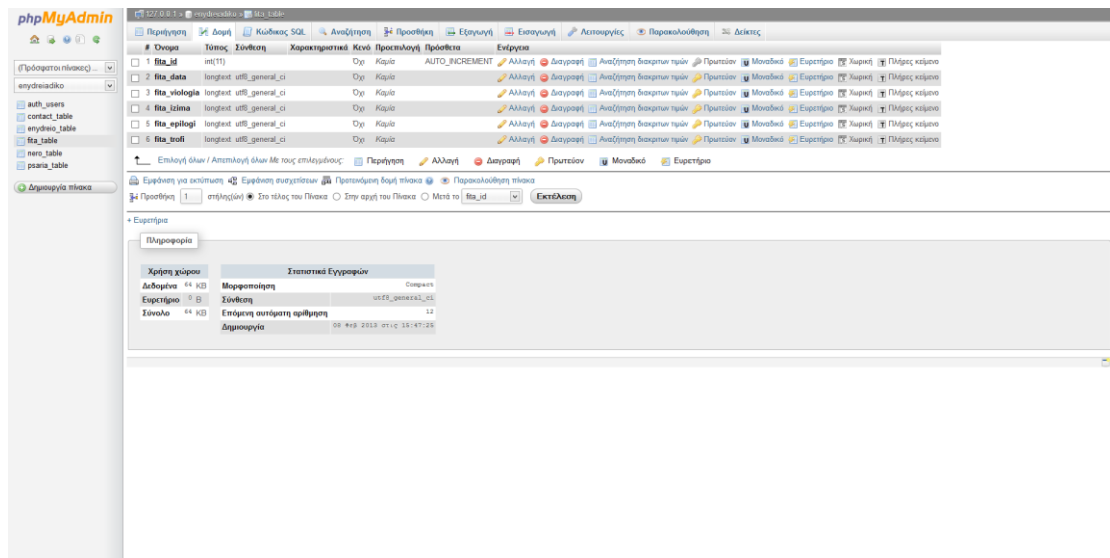 phpMyAdmin
(Πρόσφατοι πίνακες) ...
enydreiadiko
auth_users
contact_table
enydreio_table
fita_table
nero_table
psaria_table
Δημιουργία πίνακα
127.0.0.1 » enydreiadiko » fita_table
Περιήγηση Δομή Κώδικας SQL Αναζήτηση Προσθήκη Εξαγωγή Εισαγωγή Λειτουργίες Παρακολούθηση Δείκτες
# Όνομα Τύπος Σύνθεση Χαρακτηριστικά Κενό Προεπιλογή Πρόσθετα Ενέργεια
1 fita_id int(11) Όχι Καμία AUTO_INCREMENT Αλλαγή Διαγραφή Αναζήτηση διακριτων τιμών Πρωτεύον Μοναδικό Ευρετήριο Χωρική Πλήρες κείμενο
2 fita_data longtext utf8_general_ci Όχι Καμία Αλλαγή Διαγραφή Αναζήτηση διακριτων τιμών Πρωτεύον Μοναδικό Ευρετήριο Χωρική Πλήρες κείμενο
3 fita_viologia longtext utf8_general_ci Όχι Καμία Αλλαγή Διαγραφή Αναζήτηση διακριτων τιμών Πρωτεύον Μοναδικό Ευρετήριο Χωρική Πλήρες κείμενο
4 fita_izima longtext utf8_general_ci Όχι Καμία Αλλαγή Διαγραφή Αναζήτηση διακριτων τιμών Πρωτεύον Μοναδικό Ευρετήριο Χωρική Πλήρες κείμενο
5 fita_epilogi longtext utf8_general_ci Όχι Καμία Αλλαγή Διαγραφή Αναζήτηση διακριτων τιμών Πρωτεύον Μοναδικό Ευρετήριο Χωρική Πλήρες κείμενο
6 fita_trofi longtext utf8_general_ci Όχι Καμία Αλλαγή Διαγραφή Αναζήτηση διακριτων τιμών Πρωτεύον Μοναδικό Ευρετήριο Χωρική Πλήρες κείμενο
Επιλογή όλων / Απεπιλογή όλων Με τους επιλεγμένους: Περιήγηση Αλλαγή Διαγραφή Πρωτεύον Μοναδικό Ευρετήριο
Εμφάνιση για εκτύπωση Εμφάνιση συσχετίσεων Προτεινόμενη δομή πίνακα Παρακολούθηση πίνακα
Προσθήκη 1 στήλης(ών) Στο τέλος του Πίνακα Στην αρχή του Πίνακα Μετά το fita_id Εκτέλεση
+ Ευρετήρια
Πληροφορία
Χρήση χώρου
Δεδομένα 64 KB
Ευρετήριο 0 B
Σύνολο 64 KB
Στατιστικά Εγγραφών
Μορφοποίηση Compact
Σύνθεση utf8_general_ci
Επόμενη αυτόματη αρίθμηση 12
Δημιουργία 08 Φεβ 2013 στις 15:47:25